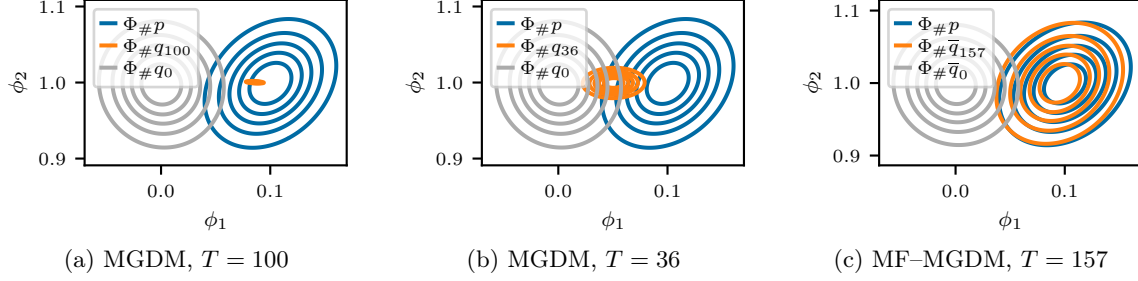 1.1
1.0
0.9
ϕ₂
Φ#p
Φ#q₁₀₀
Φ#q₀
0.0 0.1
ϕ₁
(a) MGDM, T = 100
1.1
1.0
0.9
ϕ₂
Φ#p
Φ#q₃₆
Φ#q₀
0.0 0.1
ϕ₁
(b) MGDM, T = 36
1.1
1.0
0.9
ϕ₂
Φ#p
Φ#q̅₁₅₇
Φ#q̅₀
0.0 0.1
ϕ₁
(c) MF–MGDM, T = 157